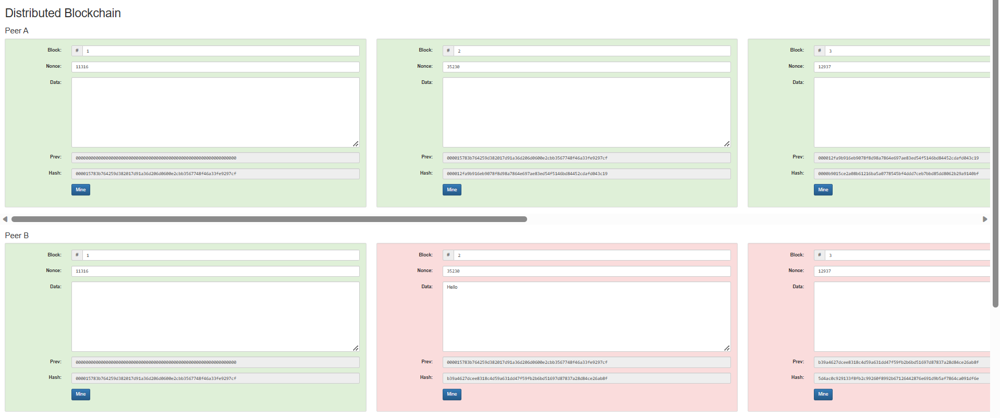 Distributed Blockchain
Peer A
Block: # 1
Nonce: 11316
Data:
Prev: 0000000000000000000000000000000000000000000000000000000000000000
Hash: 000015783b764259d382017d91a36d206d0600e2cbb3567748f46a33fe9297cf
Mine
Block: # 2
Nonce: 35230
Data:
Prev: 000015783b764259d382017d91a36d206d0600e2cbb3567748f46a33fe9297cf
Hash: 000012fa9b916eb9078f8d98a7864e697ae83ed54f5146bd84452cdafd043c19
Mine
Block: # 3
Nonce: 12937
Data:
Prev: 000012fa9b916eb9078f8d98a7864e697ae83ed54f5146bd84452cdafd043c19
Hash: 0000b9015ce2a08b61216ba5a0778545bf4ddd7ceb7bbd85dd8062b29a9140bf
Mine
Peer B
Block: # 1
Nonce: 11316
Data:
Prev: 0000000000000000000000000000000000000000000000000000000000000000
Hash: 000015783b764259d382017d91a36d206d0600e2cbb3567748f46a33fe9297cf
Mine
Block: # 2
Nonce: 35230
Data: Hello
Prev: 000015783b764259d382017d91a36d206d0600e2cbb3567748f46a33fe9297cf
Hash: b39a4627dcee8318c4d59a631dd47f59fb2b6bd51697d87837a28d84ce26ab8f
Mine
Block: # 3
Nonce: 12937
Data:
Prev: b39a4627dcee8318c4d59a631dd47f59fb2b6bd51697d87837a28d84ce26ab8f
Hash: 5d4ac0c929133f8fb2c99260f8992b67126442876e691d9b5af7864ca091df6e
Mine